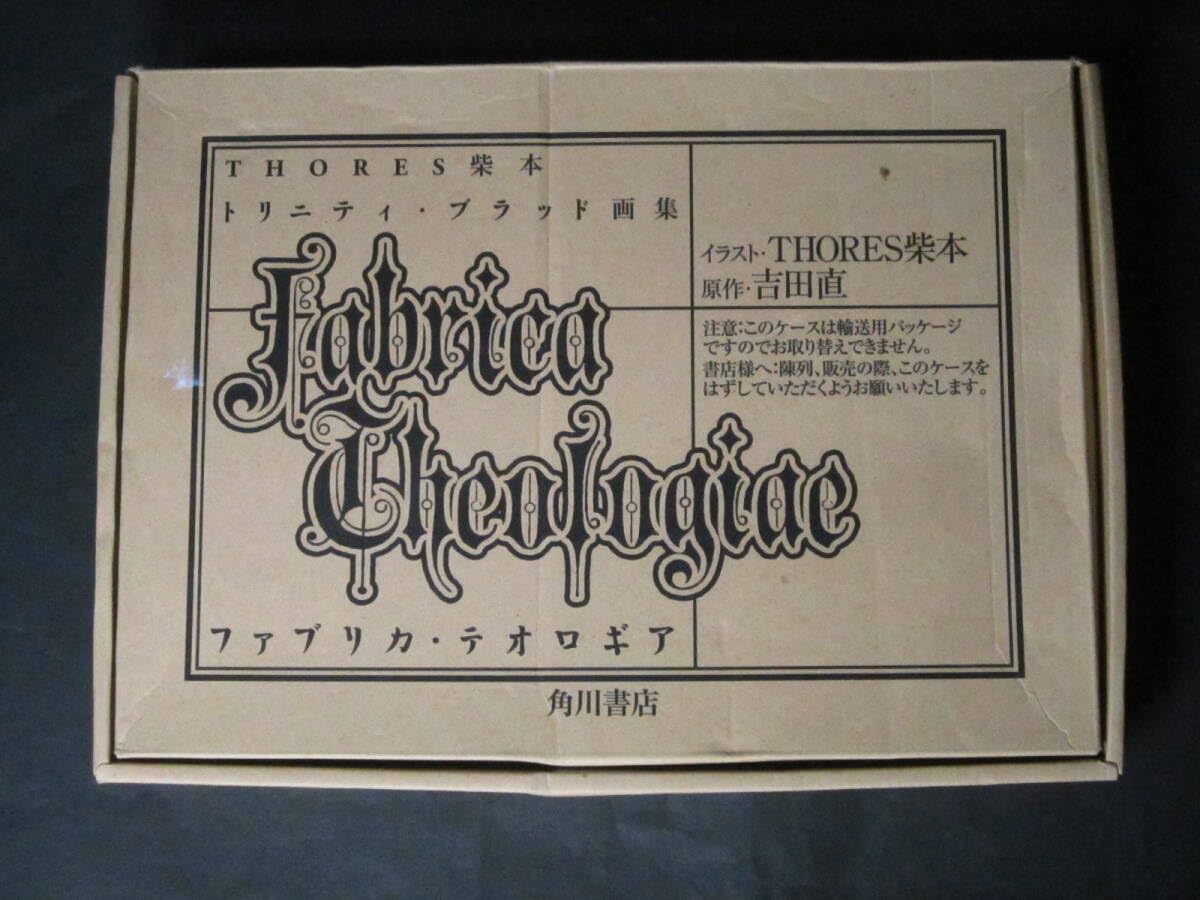 THORES柴本
トリニティ・ブラッド画集
Fabrica
Theologiae
ファブリカ・テオロギア
イラスト・THORES柴本
原作・吉田直
注意:このケースは輸送用パッケージ
ですのでお取り替えできません。
書店様へ:陳列、販売の際、このケースを
はずしていただくようお願いいたします。
角川書店